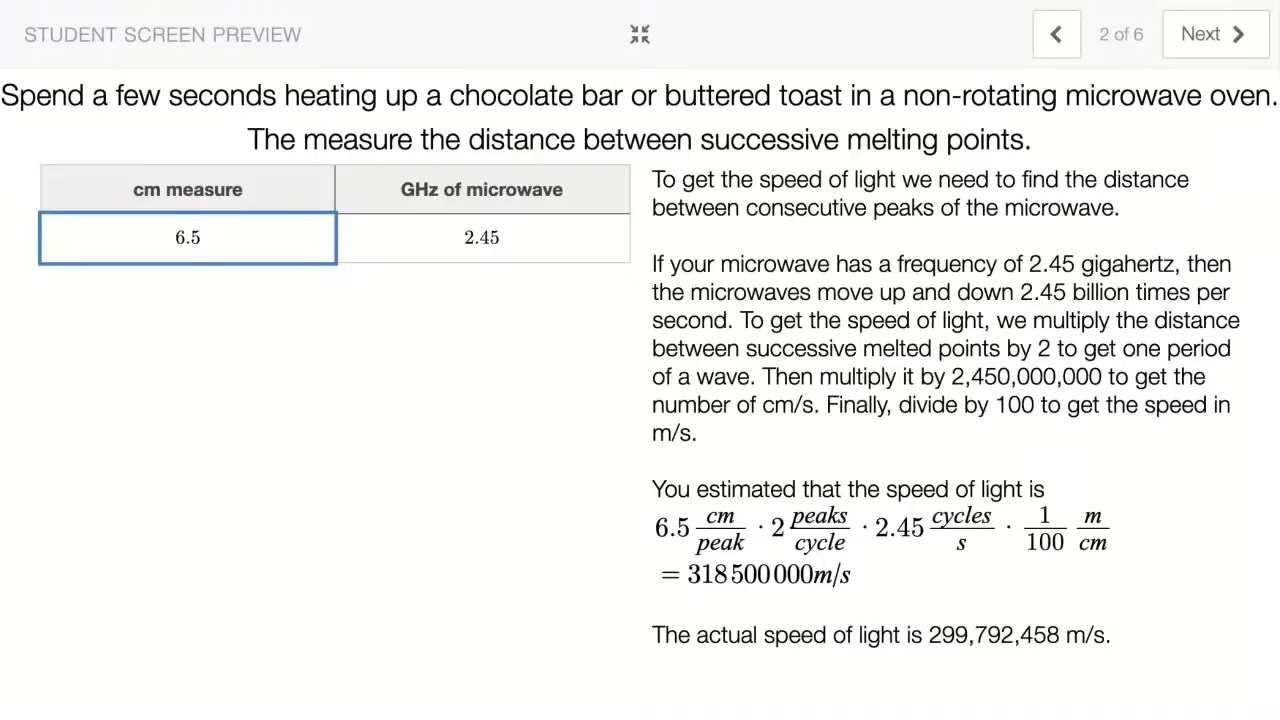 STUDENT SCREEN PREVIEW
2 of 6
Next
Spend a few seconds heating up a chocolate bar or buttered toast in a non-rotating microwave oven.
The measure the distance between successive melting points.
cm measure GHz of microwave
6.5 2.45
To get the speed of light we need to find the distance
between consecutive peaks of the microwave.
If your microwave has a frequency of 2.45 gigahertz, then
the microwaves move up and down 2.45 billion times per
second. To get the speed of light, we multiply the distance
between successive melted points by 2 to get one period
of a wave. Then multiply it by 2,450,000,000 to get the
number of cm/s. Finally, divide by 100 to get the speed in
m/s.
You estimated that the speed of light is
6.5 cm/peak · 2 peaks/cycle · 2.45 cycles/s · 1/100 m/cm
= 318500000m/s
The actual speed of light is 299,792,458 m/s.